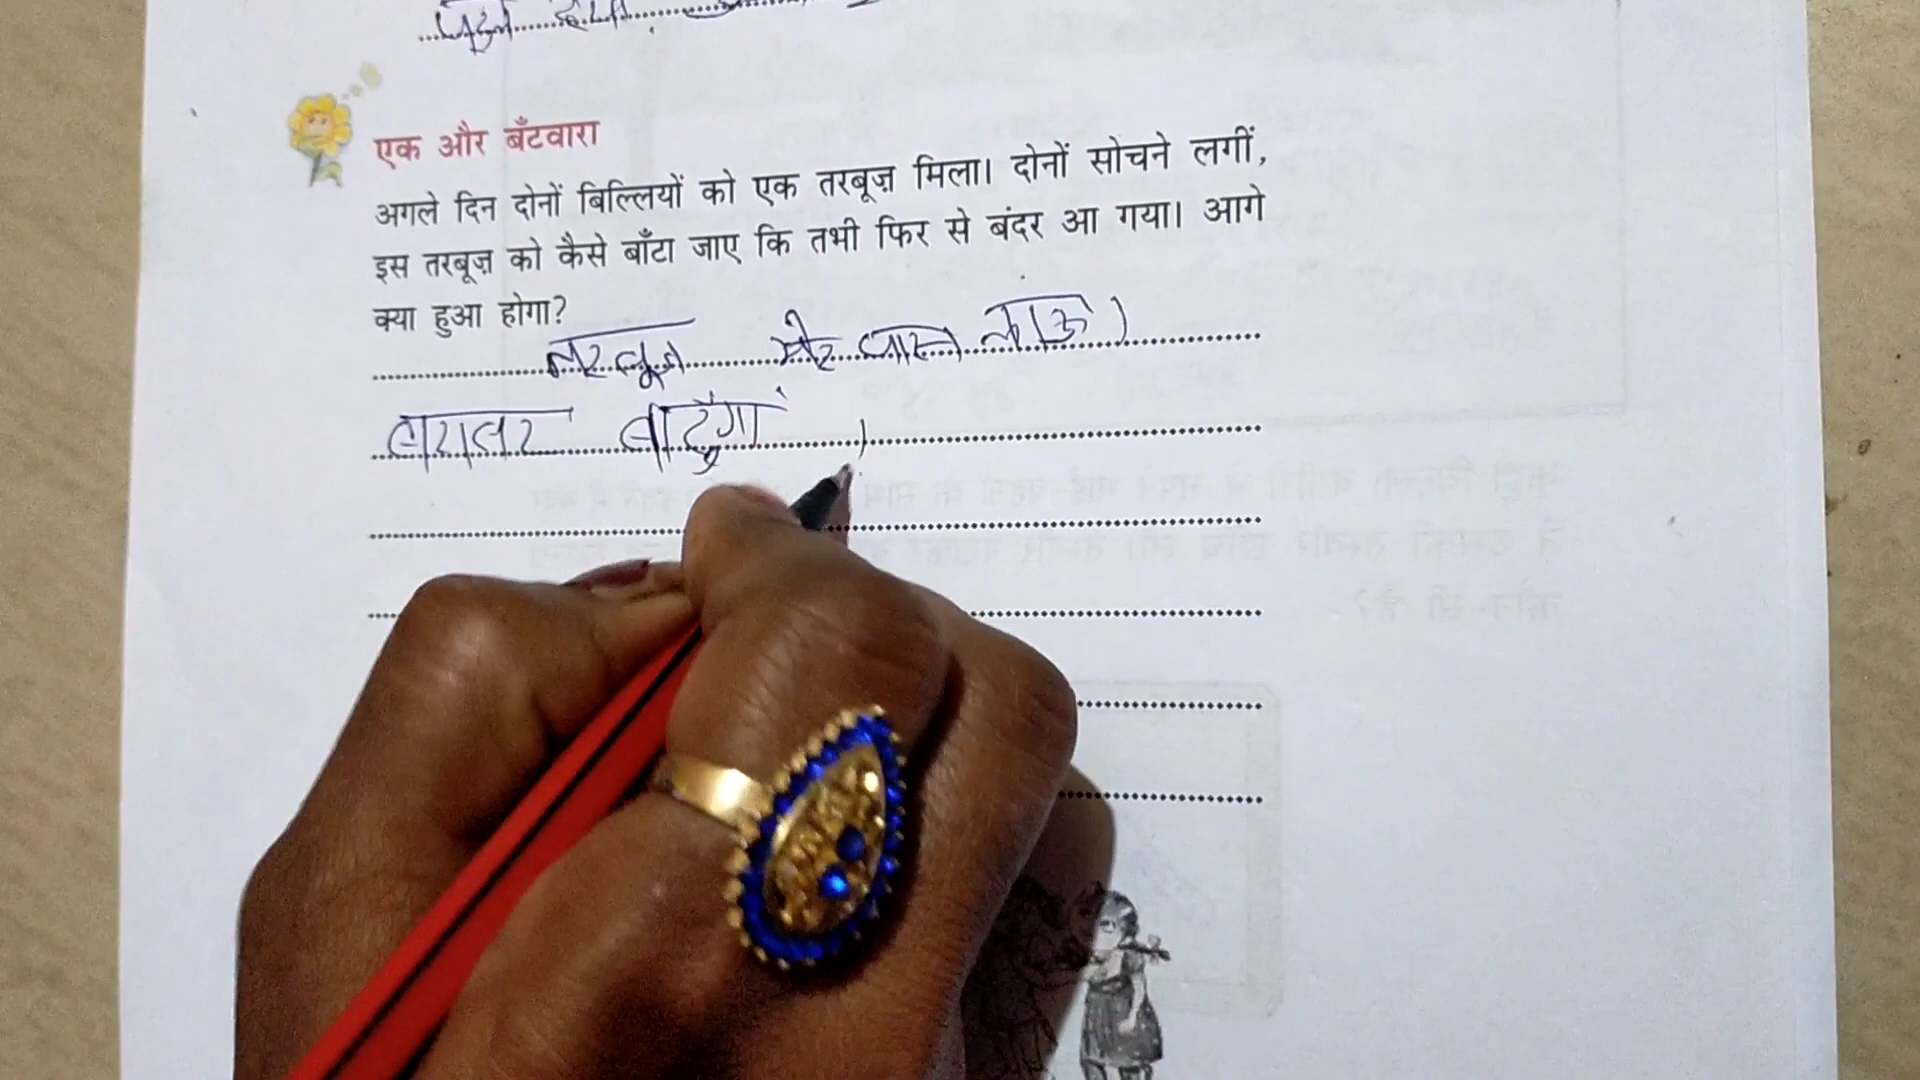 एक और बँटवारा
अगले दिन दोनों बिल्लियों को एक तरबूज़ मिला। दोनों सोचने लगीं,
इस तरबूज़ को कैसे बाँटा जाए कि तभी फिर से बंदर आ गया। आगे
क्या हुआ होगा?
तरबूज मेरे पास लाऊ।
बराबर बाटुँगा ।